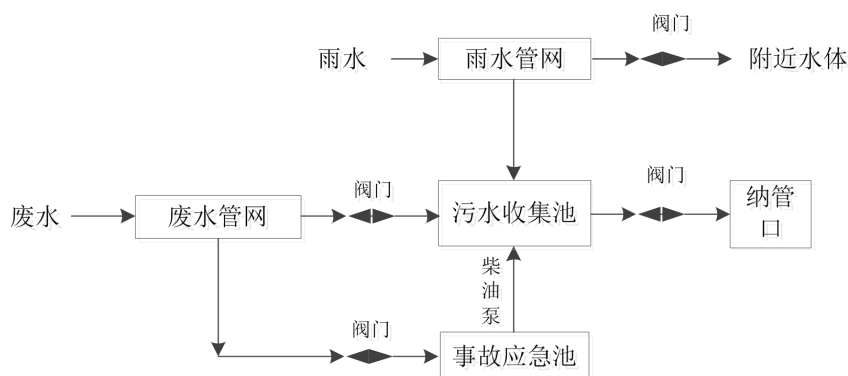 阀门
雨水
雨水管网
附近水体
阀门
阀门
废水
废水管网
污水收集池
纳管
口
柴
油
泵
阀门
事故应急池